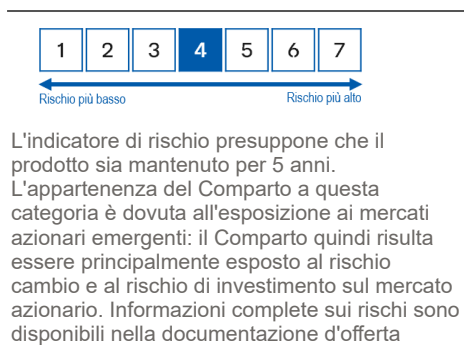 1 2 3 4 5 6 7
Rischio più basso Rischio più alto
L'indicatore di rischio presuppone che il
prodotto sia mantenuto per 5 anni.
L'appartenenza del Comparto a questa
categoria è dovuta all'esposizione ai mercati
azionari emergenti: il Comparto quindi risulta
essere principalmente esposto al rischio
cambio e al rischio di investimento sul mercato
azionario. Informazioni complete sui rischi sono
disponibili nella documentazione d'offerta